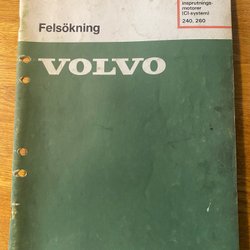 insprutnings-
motorer
(CI-system)
240, 260
Felsökning
VOLVO